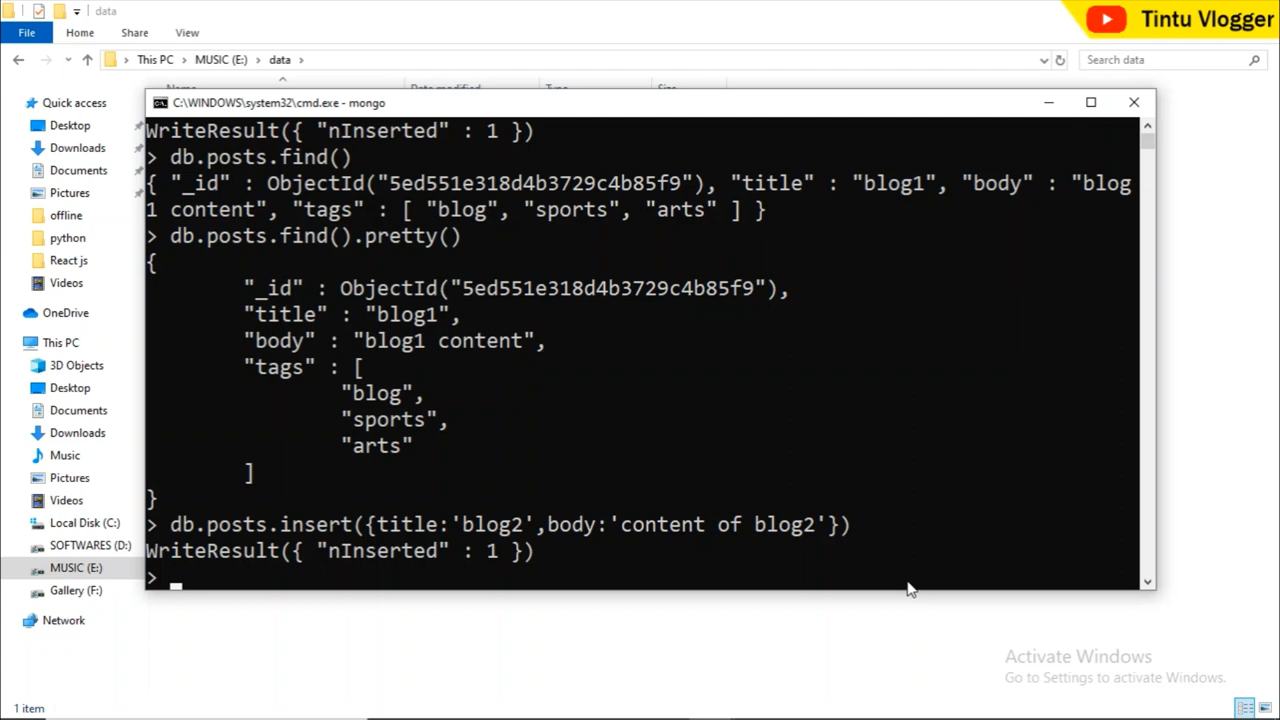 data
Tintu Vlogger
File Home Share View
This PC > MUSIC (E:) > data >
Search data
Quick access
Desktop
Downloads
Documents
Pictures
offline
python
React js
Videos
OneDrive
This PC
3D Objects
Desktop
Documents
Downloads
Music
Pictures
Videos
Local Disk (C:)
SOFTWARES (D:)
MUSIC (E:)
Gallery (F:)
Network
1 item
Name Date modified Type Size
C:\WINDOWS\system32\cmd.exe - mongo
WriteResult({ "nInserted" : 1 })
> db.posts.find()
{ "_id" : ObjectId("5ed551e318d4b3729c4b85f9"), "title" : "blog1", "body" : "blog
1 content", "tags" : [ "blog", "sports", "arts" ] }
> db.posts.find().pretty()
{
"_id" : ObjectId("5ed551e318d4b3729c4b85f9"),
"title" : "blog1",
"body" : "blog1 content",
"tags" : [
"blog",
"sports",
"arts"
]
}
> db.posts.insert({title:'blog2',body:'content of blog2'})
WriteResult({ "nInserted" : 1 })
>
Activate Windows
Go to Settings to activate Windows.